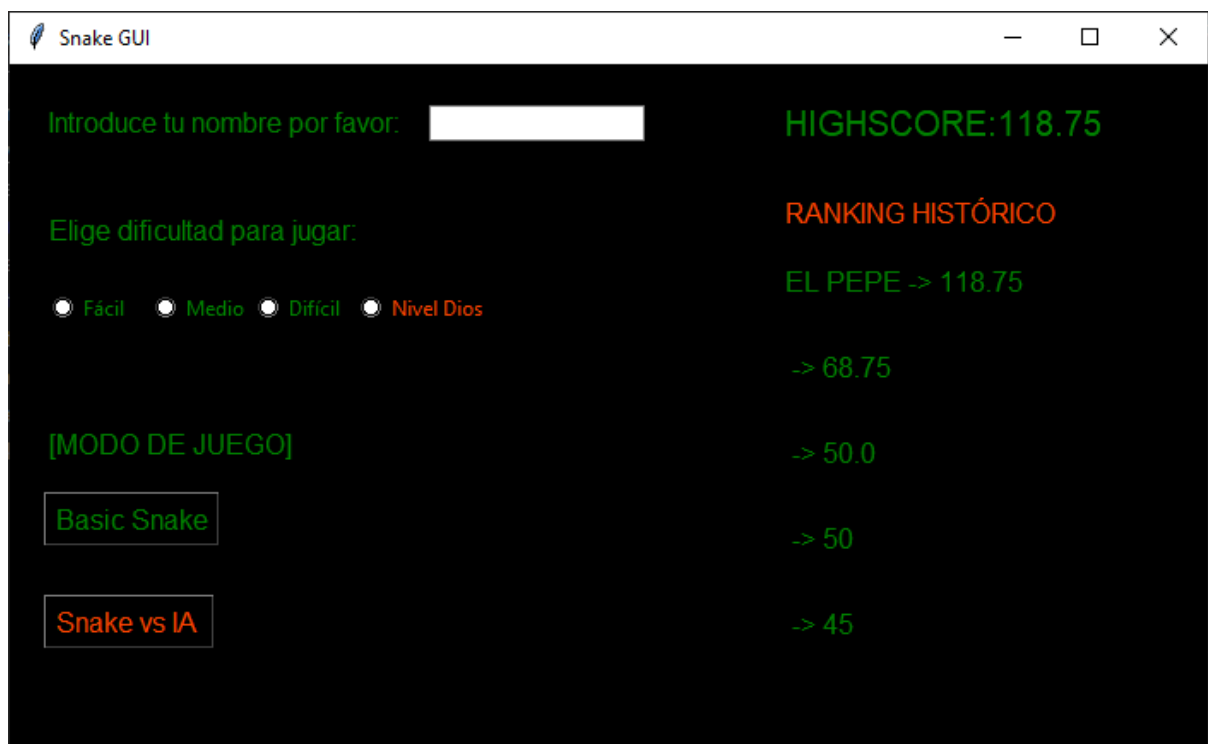 Snake GUI
Introduce tu nombre por favor:
HIGHSCORE:118.75
RANKING HISTÓRICO
Elige dificultad para jugar:
EL PEPE -> 118.75
Fácil Medio Difícil Nivel Dios
-> 68.75
[MODO DE JUEGO]
-> 50.0
Basic Snake
-> 50
Snake vs IA
-> 45